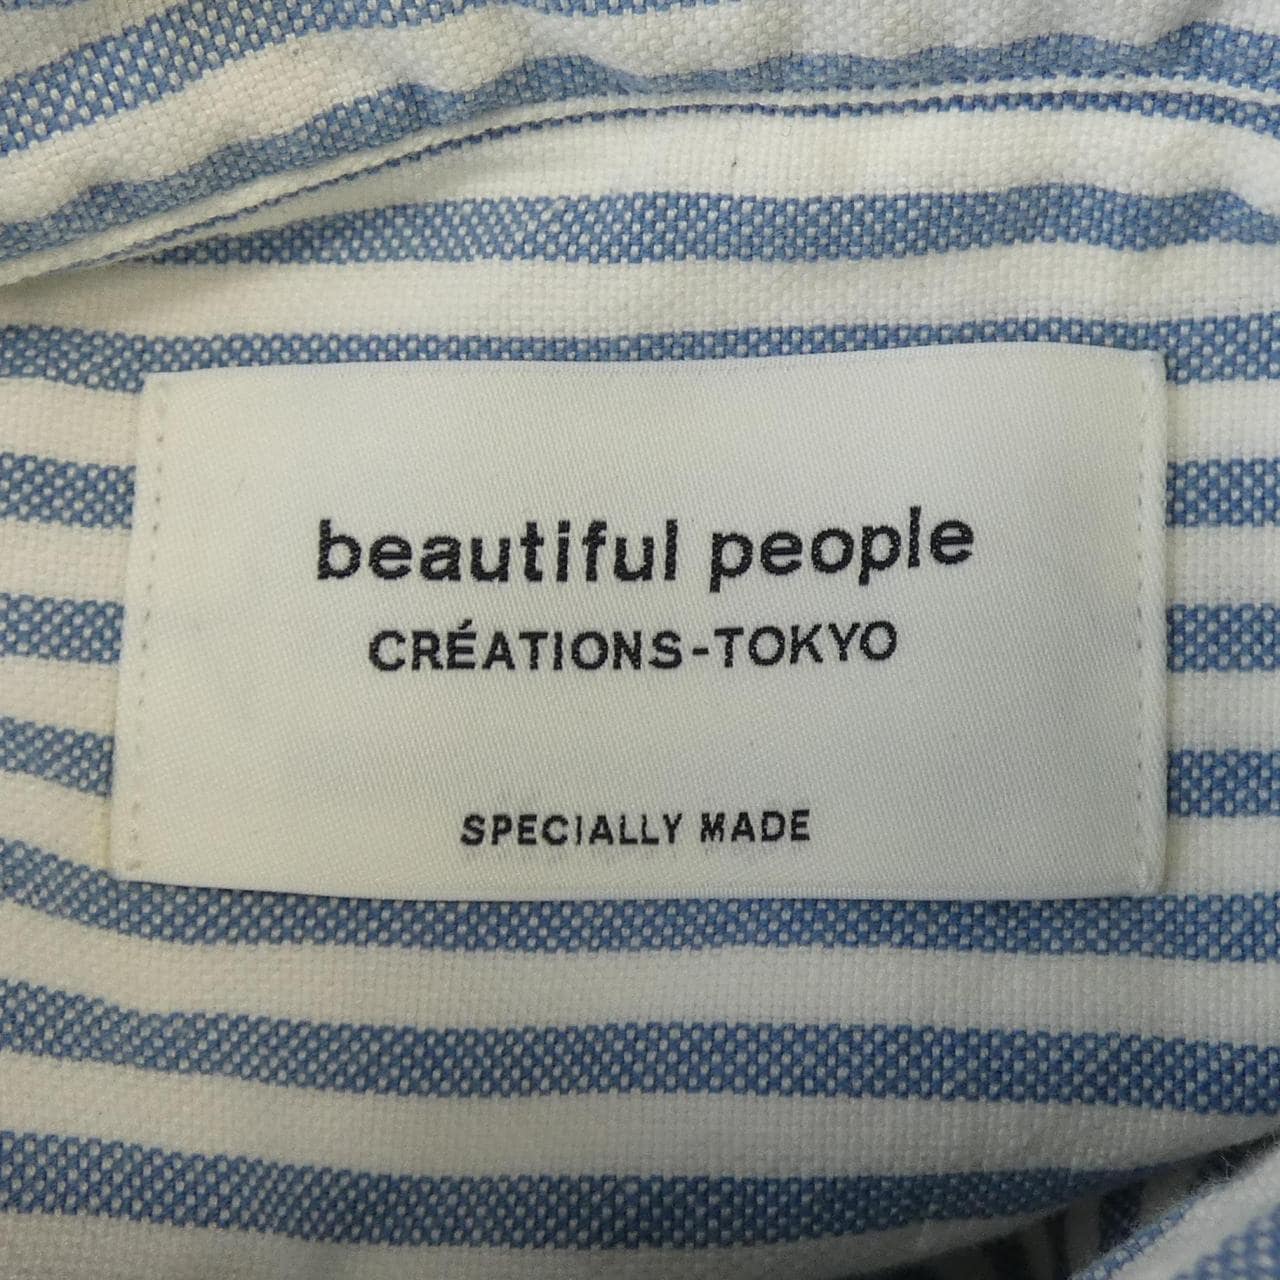 beautiful people
CRÉATIONS-TOKYO
SPECIALLY MADE